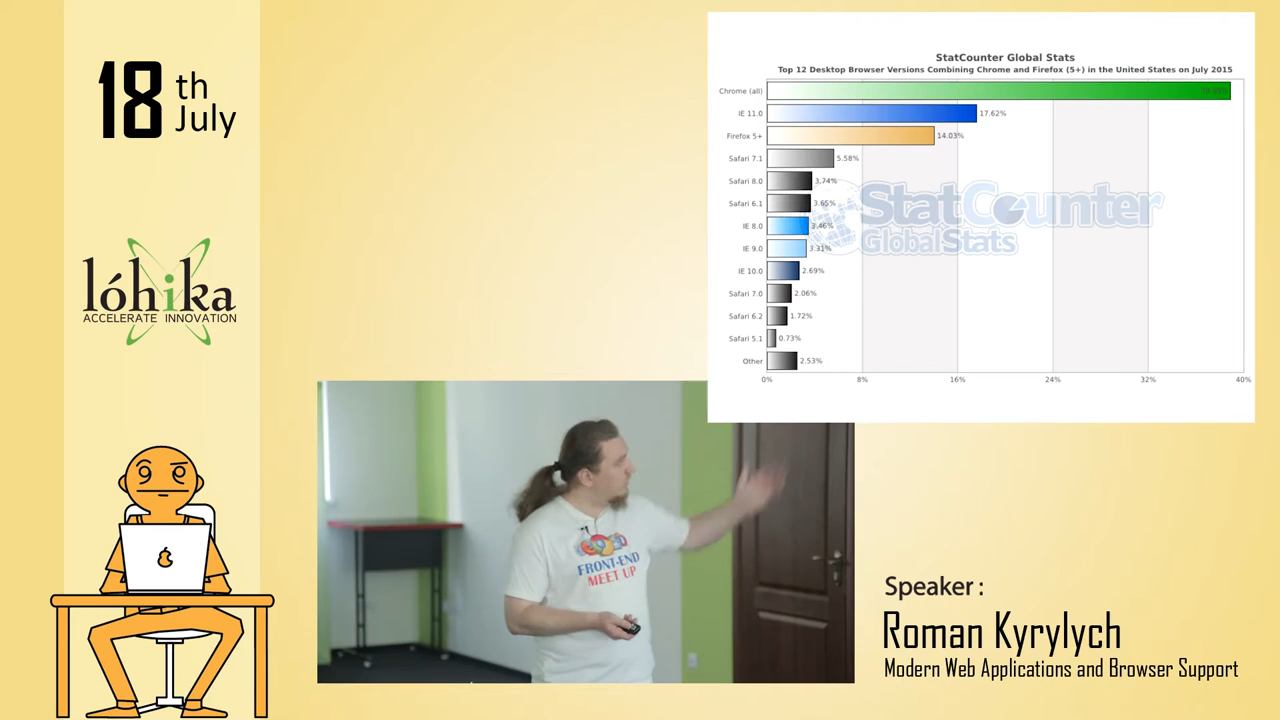 18 th
July
lóhika
ACCELERATE INNOVATION
StatCounter Global Stats
Top 12 Desktop Browser Versions Combining Chrome and Firefox (5+) in the United States on July 2015
Chrome (all)
IE 11.0 17.62%
Firefox 5+ 14.03%
Safari 7.1 5.58%
Safari 8.0 3.74%
Safari 6.1 3.65%
IE 8.0 3.46%
IE 9.0 3.31%
IE 10.0 2.69%
Safari 7.0 2.06%
Safari 6.2 1.72%
Safari 5.1 0.73%
Other 2.53%
0% 8% 16% 24% 32% 40%
StatCounter
GlobalStats
FRONT-END
MEET UP
Speaker :
Roman Kyrylych
Modern Web Applications and Browser Support